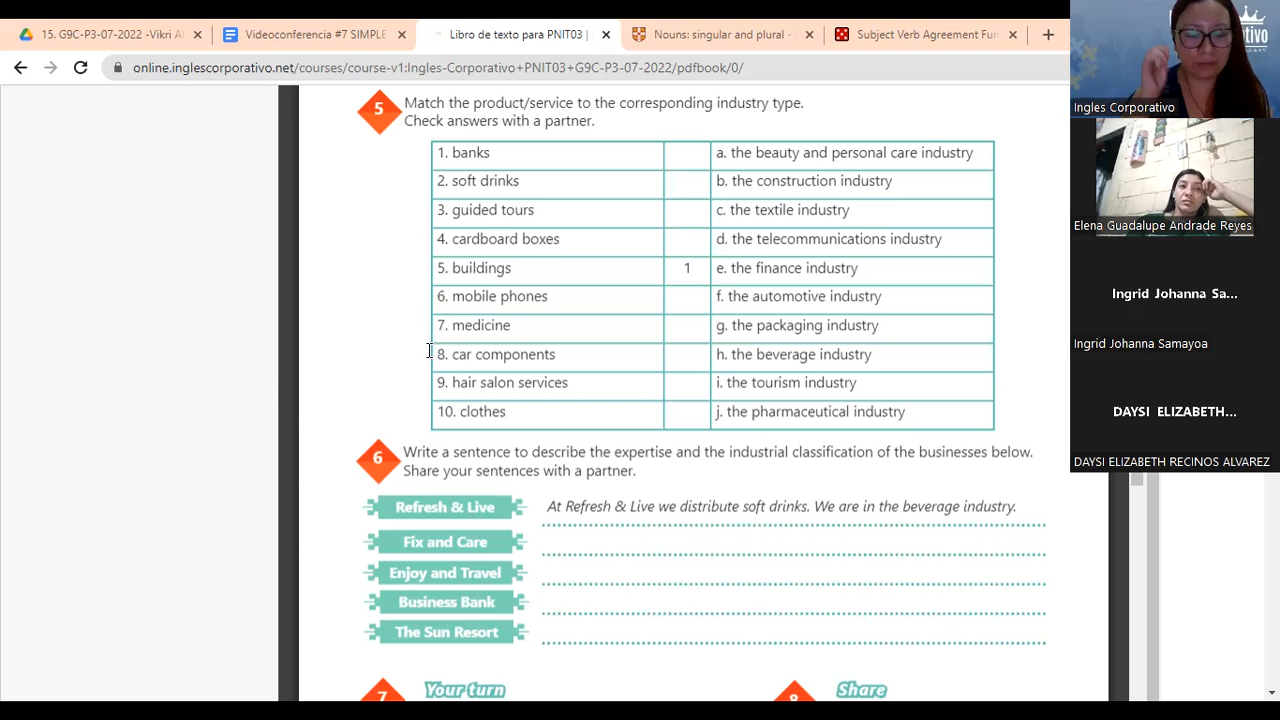 15. G9C-P3-07-2022 -Vikri Al
Videoconferencia #7 SIMPLE
Libro de texto para PNIT03 |
Nouns: singular and plural -
Subject Verb Agreement Fun
online.inglescorporativo.net/courses/course-v1:Ingles-Corporativo+PNIT03+G9C-P3-07-2022/pdfbook/0/
5 Match the product/service to the corresponding industry type.
Check answers with a partner.
1. banks a. the beauty and personal care industry
2. soft drinks b. the construction industry
3. guided tours c. the textile industry
4. cardboard boxes d. the telecommunications industry
5. buildings 1 e. the finance industry
6. mobile phones f. the automotive industry
7. medicine g. the packaging industry
8. car components h. the beverage industry
9. hair salon services i. the tourism industry
10. clothes j. the pharmaceutical industry
6 Write a sentence to describe the expertise and the industrial classification of the businesses below.
Share your sentences with a partner.
Refresh & Live At Refresh & Live we distribute soft drinks. We are in the beverage industry.
Fix and Care
Enjoy and Travel
Business Bank
The Sun Resort
7 Your turn
8 Share
Ingles Corporativo
Elena Guadalupe Andrade Reyes
Ingrid Johanna Sa...
Ingrid Johanna Samayoa
DAYSI ELIZABETH...
DAYSI ELIZABETH RECINOS ALVAREZ